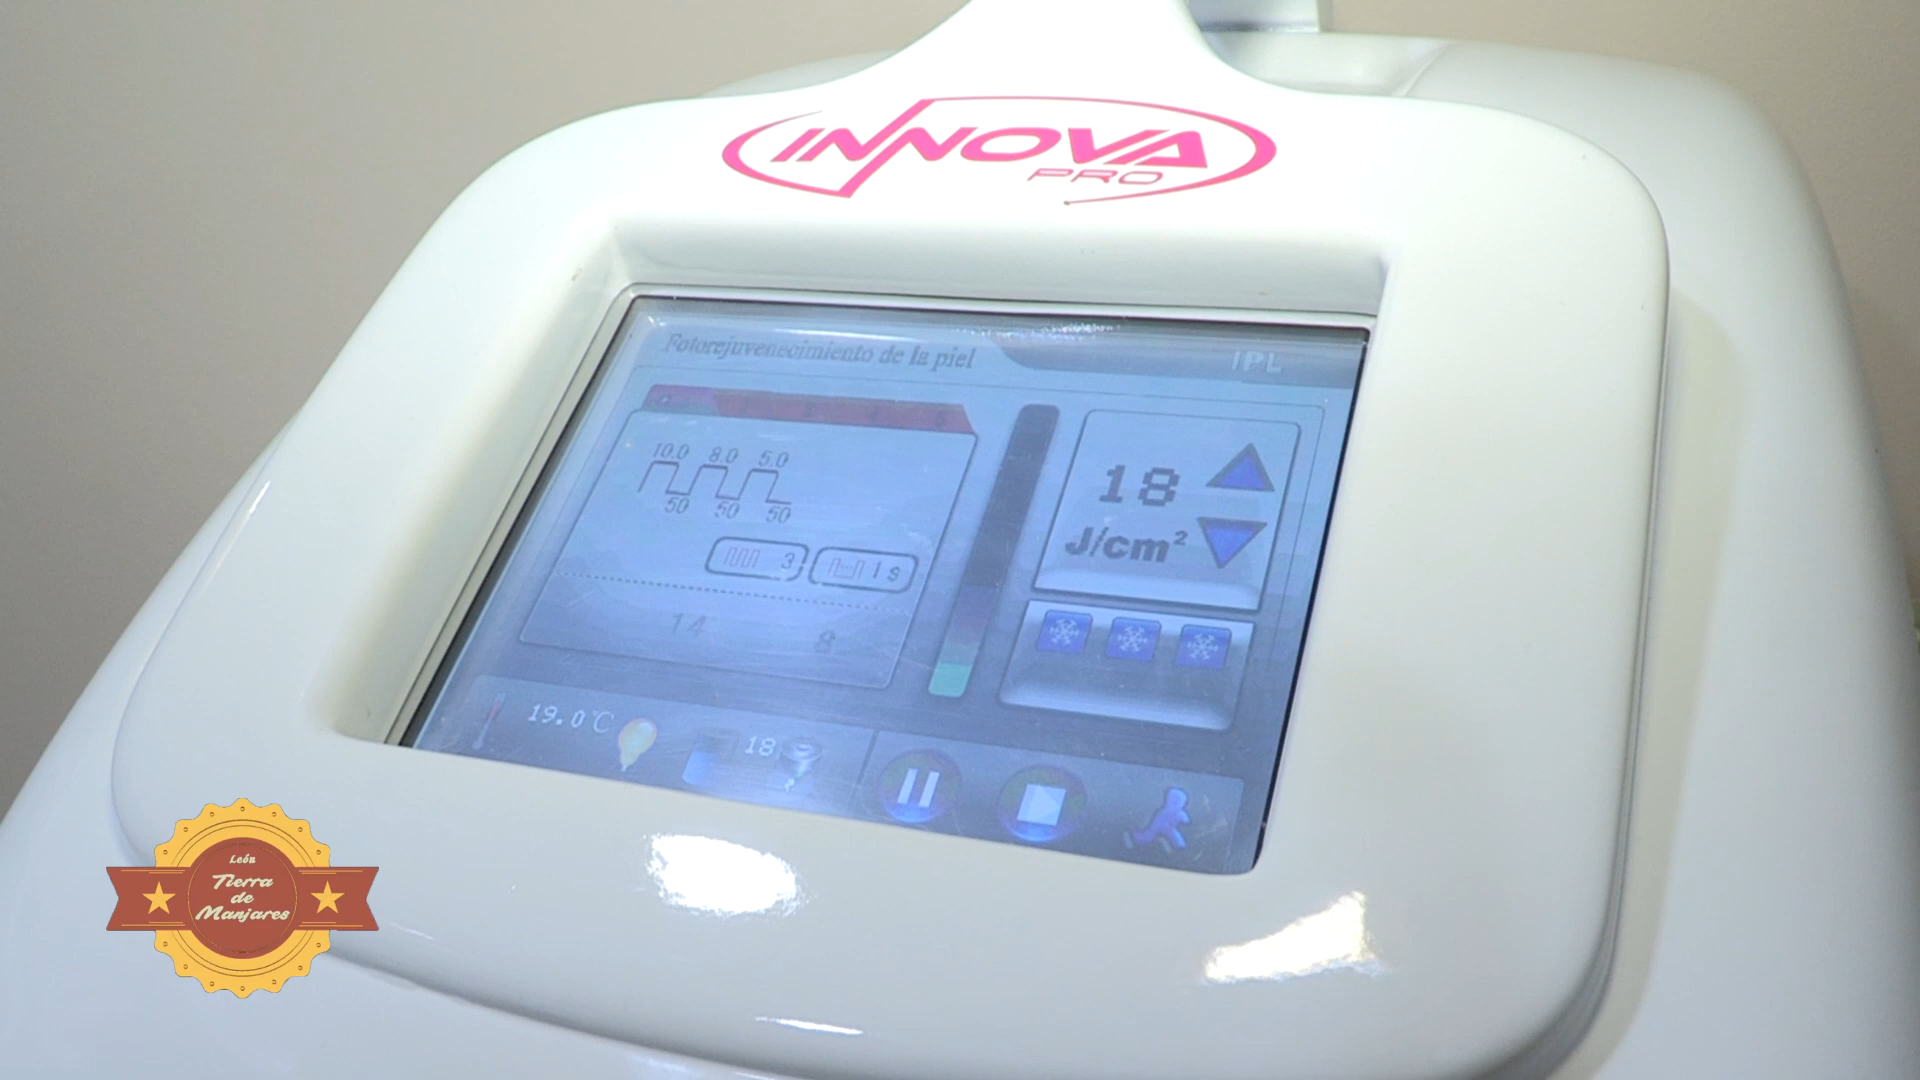 INNOVA
PRO
Fotorejuvenecimiento de la piel
IPL
10.0 8.0 5.0
50 50 50
3 1 s
14 8
18
J/cm²
19.0℃
18
León
Tierra
de
Manjares